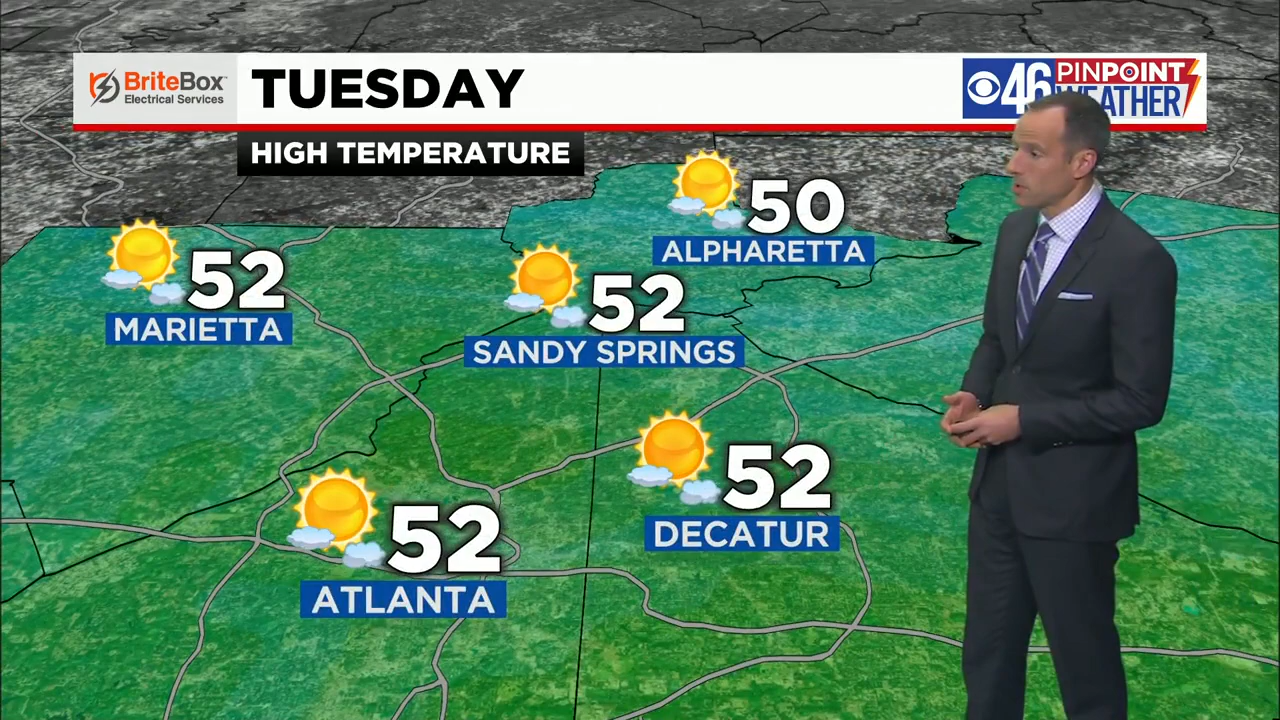 BriteBox
Electrical Services
TUESDAY
46
PINPOINT
WEATHER
HIGH TEMPERATURE
50
ALPHARETTA
52
MARIETTA
52
SANDY SPRINGS
52
DECATUR
52
ATLANTA